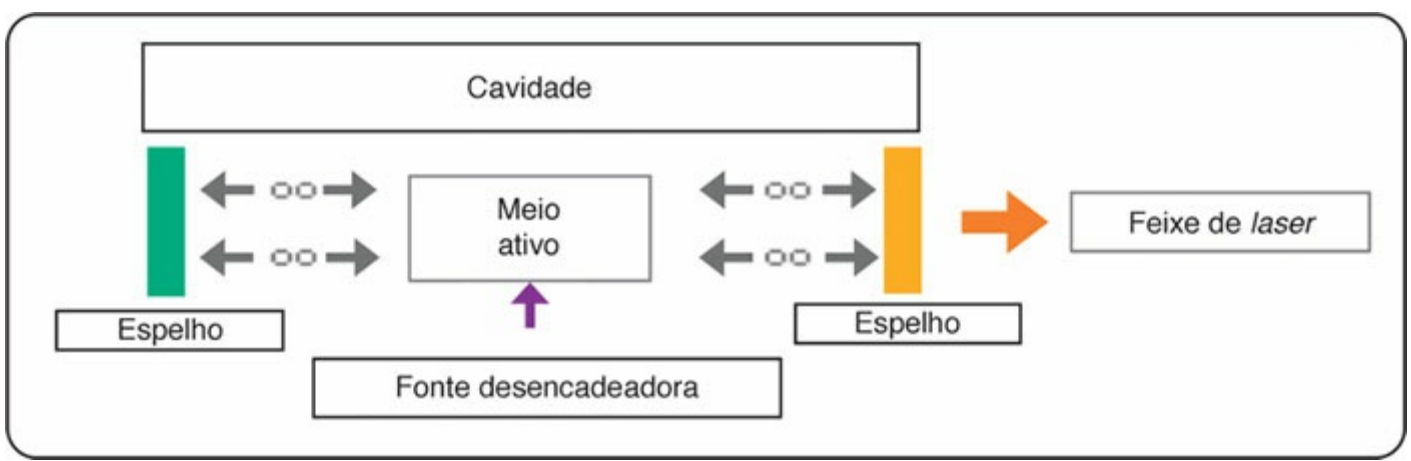 Cavidade
Meio
ativo
Feixe de laser
Espelho
Espelho
Fonte desencadeadora